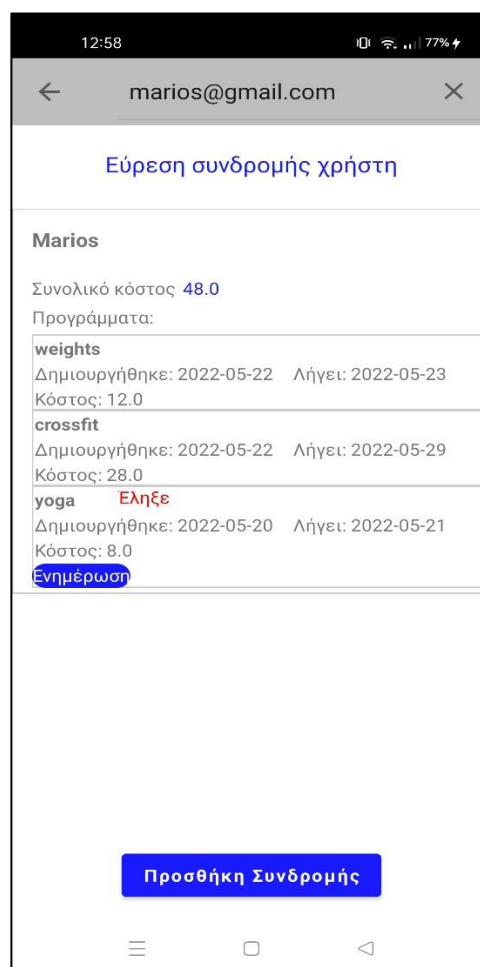 12:58 77%
marios@gmail.com
Εύρεση συνδρομής χρήστη
Marios
Συνολικό κόστος 48.0
Προγράμματα:
weights
Δημιουργήθηκε: 2022-05-22 Λήγει: 2022-05-23
Κόστος: 12.0
crossfit
Δημιουργήθηκε: 2022-05-22 Λήγει: 2022-05-29
Κόστος: 28.0
yoga Έληξε
Δημιουργήθηκε: 2022-05-20 Λήγει: 2022-05-21
Κόστος: 8.0
Ενημέρωση
Προσθήκη Συνδρομής